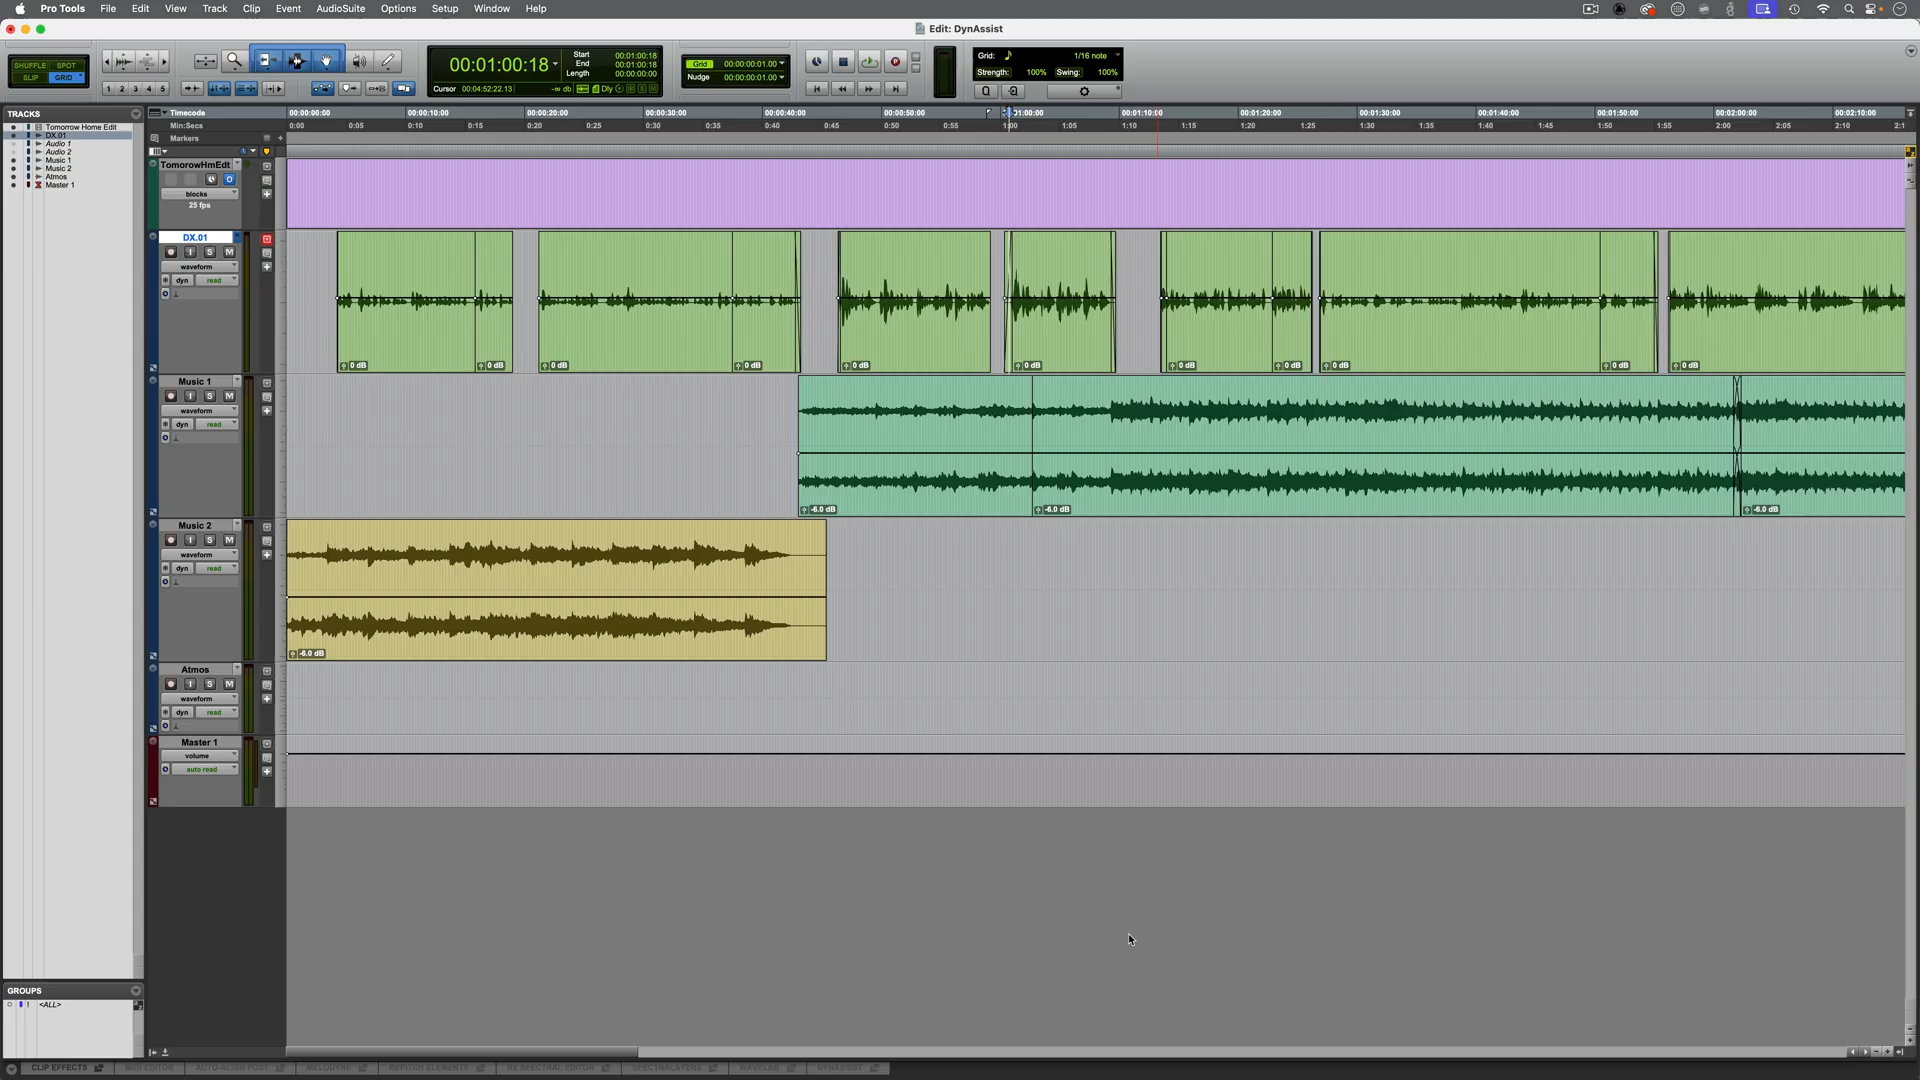 Pro Tools File Edit View Track Clip Event AudioSuite Options Setup Window Help
Edit: DynAssist
SHUFFLE SPOT
SLIP GRID
1 2 3 4 5
00:01:00:18
Start 00:01:00:18
End 00:01:00:18
Length 00:00:00:00
Cursor 00:04:52:22.13 -∞ db Dly
Grid 00:00:00:01.00
Nudge 00:00:00:01.00
Grid: 1/16 note
Strength: 100% Swing: 100%
TRACKS
Tomorrow Home Edit
DX.01
Audio 1
Audio 2
Music 1
Music 2
Atmos
Master 1
Timecode 00:00:00:00 00:00:10:00 00:00:20:00 00:00:30:00 00:00:40:00 00:00:50:00 00:01:10:00 00:01:20:00 00:01:30:00 00:01:40:00 00:01:50:00 00:02:00:00 00:02:10:00
Min:Secs 0:00 0:05 0:10 0:15 0:20 0:25 0:30 0:35 0:40 0:45 0:50 0:55 1:00 1:05 1:10 1:15 1:20 1:25 1:30 1:35 1:40 1:45 1:50 1:55 2:00 2:05 2:10
Markers
TomorowHmEdt
O
blocks
25 fps
DX.01
I S M
waveform
dyn read
0 dB 0 dB 0 dB 0 dB 0 dB 0 dB 0 dB 0 dB 0 dB 0 dB 0 dB
Music 1
I S M
waveform
dyn read
-6.0 dB -6.0 dB -6.0 dB
Music 2
I S M
waveform
dyn read
-6.0 dB
Atmos
I S M
waveform
dyn read
Master 1
volume
auto read
GROUPS
! <ALL>
CLIP EFFECTS MIDI EDITOR AUTO-ALIGN POST MELODYNE REPITCH ELEMENTS RX SPECTRAL EDITOR SPECTRALAYERS WAVELAB DYNASSIST